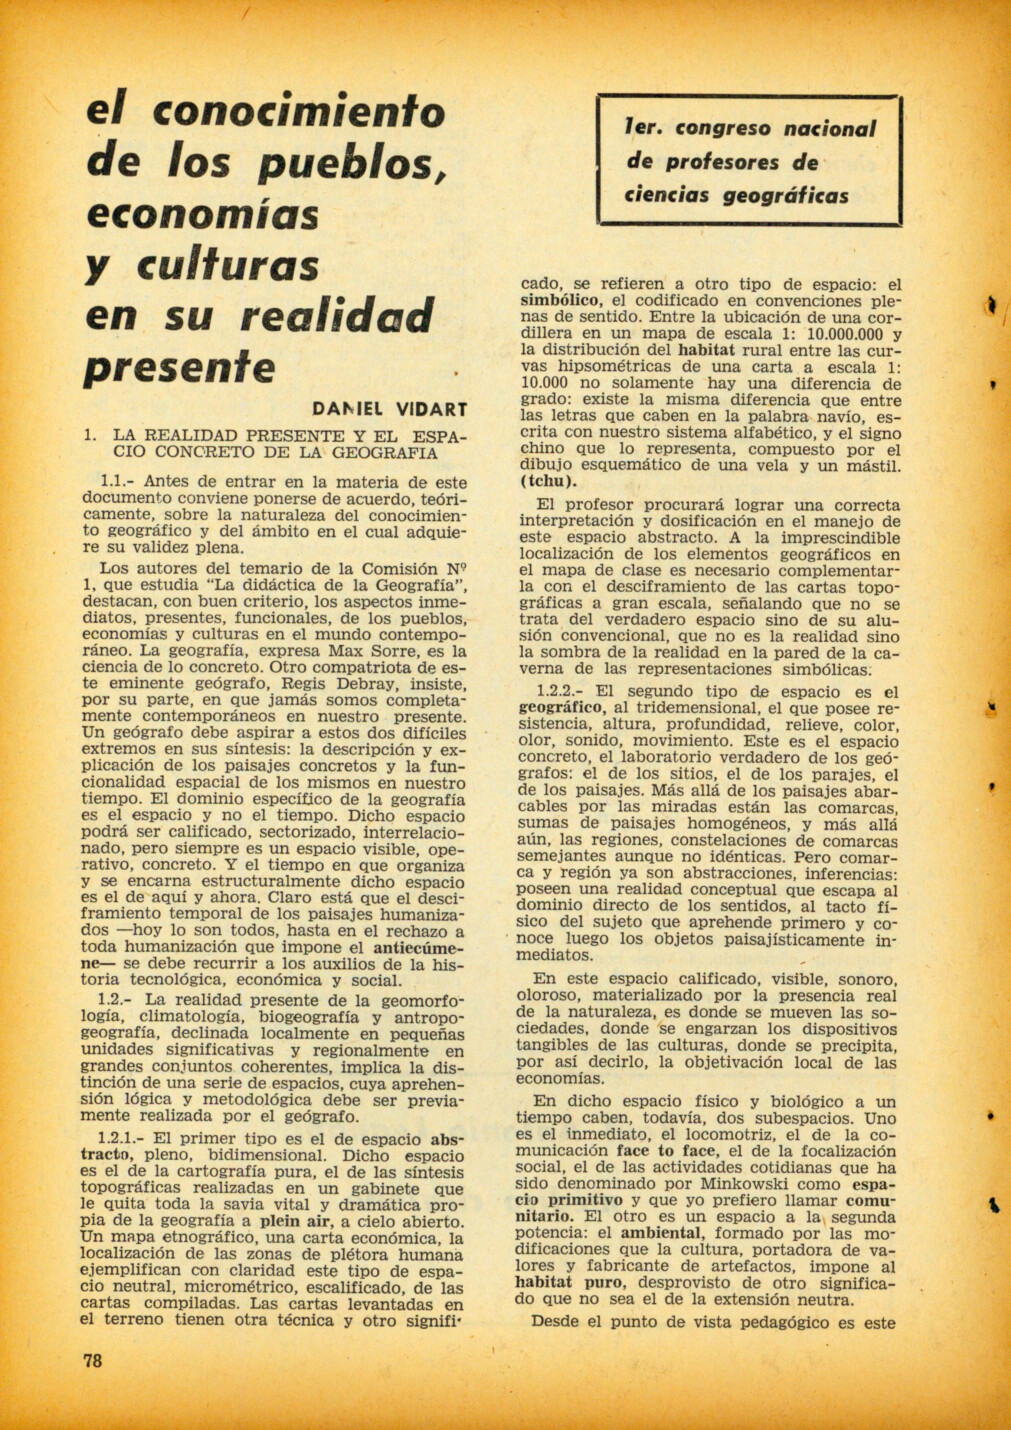 el conocimiento
de los pueblos,
economías
y culturas
en su realidad
presente
DANIEL VIDART
1er. congreso nacional
de profesores de
ciencias geográficas
1. LA REALIDAD PRESENTE Y EL ESPA-
CIO CONCRETO DE LA GEOGRAFIA
1.1.- Antes de entrar en la materia de este
documento conviene ponerse de acuerdo, teóri-
camente, sobre la naturaleza del conocimien-
to geográfico y del ámbito en el cual adquie-
re su validez plena.
Los autores del temario de la Comisión Nº
1, que estudia "La didáctica de la Geografía",
destacan, con buen criterio, los aspectos inme-
diatos, presentes, funcionales, de los pueblos,
economías y culturas en el mundo contempo-
ráneo. La geografía, expresa Max Sorre, es la
ciencia de lo concreto. Otro compatriota de es-
te eminente geógrafo, Regis Debray, insiste,
por su parte, en que jamás somos completa-
mente contemporáneos en nuestro presente.
Un geógrafo debe aspirar a estos dos difíciles
extremos en sus síntesis: la descripción y ex-
plicación de los paisajes concretos y la fun-
cionalidad espacial de los mismos en nuestro
tiempo. El dominio específico de la geografía
es el espacio y no el tiempo. Dicho espacio
podrá ser calificado, sectorizado, interrelacio-
nado, pero siempre es un espacio visible, ope-
rativo, concreto. Y el tiempo en que organiza
y se encarna estructuralmente dicho espacio
es el de aquí y ahora. Claro está que el desci-
framiento temporal de los paisajes humaniza-
dos —hoy lo son todos, hasta en el rechazo a
toda humanización que impone el antiecúme-
ne— se debe recurrir a los auxilios de la his-
toria tecnológica, económica y social.
1.2.- La realidad presente de la geomorfo-
logía, climatología, biogeografía y antropo-
geografía, declinada localmente en pequeñas
unidades significativas y regionalmente en
grandes conjuntos coherentes, implica la dis-
tinción de una serie de espacios, cuya aprehen-
sión lógica y metodológica debe ser previa-
mente realizada por el geógrafo.
1.2.1.- El primer tipo es el de espacio abs-
tracto, pleno, bidimensional. Dicho espacio
es el de la cartografía pura, el de las síntesis
topográficas realizadas en un gabinete que
le quita toda la savia vital y dramática pro-
pia de la geografía a plein air, a cielo abierto.
Un mapa etnográfico, una carta económica, la
localización de las zonas de plétora humana
ejemplifican con claridad este tipo de espa-
cio neutral, micrométrico, escalificado, de las
cartas compiladas. Las cartas levantadas en
el terreno tienen otra técnica y otro signifi-
cado, se refieren a otro tipo de espacio: el
simbólico, el codificado en convenciones ple-
nas de sentido. Entre la ubicación de una cor-
dillera en un mapa de escala 1: 10.000.000 y
la distribución del habitat rural entre las cur-
vas hipsométricas de una carta a escala 1:
10.000 no solamente hay una diferencia de
grado: existe la misma diferencia que entre
las letras que caben en la palabra navío, es-
crita con nuestro sistema alfabético, y el signo
chino que lo representa, compuesto por el
dibujo esquemático de una vela y un mástil.
(tchu).
El profesor procurará lograr una correcta
interpretación y dosificación en el manejo de
este espacio abstracto. A la imprescindible
localización de los elementos geográficos en
el mapa de clase es necesario complementar-
la con el desciframiento de las cartas topo-
gráficas a gran escala, señalando que no se
trata del verdadero espacio sino de su alu-
sión convencional, que no es la realidad sino
la sombra de la realidad en la pared de la ca-
verna de las representaciones simbólicas.
1.2.2.- El segundo tipo de espacio es el
geográfico, al tridemensional, el que posee re-
sistencia, altura, profundidad, relieve, color,
olor, sonido, movimiento. Este es el espacio
concreto, el laboratorio verdadero de los geó-
grafos: el de los sitios, el de los parajes, el
de los paisajes. Más allá de los paisajes abar-
cables por las miradas están las comarcas,
sumas de paisajes homogéneos, y más allá
aún, las regiones, constelaciones de comarcas
semejantes aunque no idénticas. Pero comar-
ca y región ya son abstracciones, inferencias:
poseen una realidad conceptual que escapa al
dominio directo de los sentidos, al tacto fí-
sico del sujeto que aprehende primero y co-
noce luego los objetos paisajísticamente in-
mediatos.
En este espacio calificado, visible, sonoro,
oloroso, materializado por la presencia real
de la naturaleza, es donde se mueven las so-
ciedades, donde se engarzan los dispositivos
tangibles de las culturas, donde se precipita,
por así decirlo, la objetivación local de las
economías.
En dicho espacio físico y biológico a un
tiempo caben, todavía, dos subespacios. Uno
es el inmediato, el locomotriz, el de la co-
municación face to face, el de la focalización
social, el de las actividades cotidianas que ha
sido denominado por Minkowski como espa-
cio primitivo y que yo prefiero llamar comu-
nitario. El otro es un espacio a la segunda
potencia: el ambiental, formado por las mo-
dificaciones que la cultura, portadora de va-
lores y fabricante de artefactos, impone al
habitat puro, desprovisto de otro significa-
do que no sea el de la extensión neutra.
Desde el punto de vista pedagógico es este
78